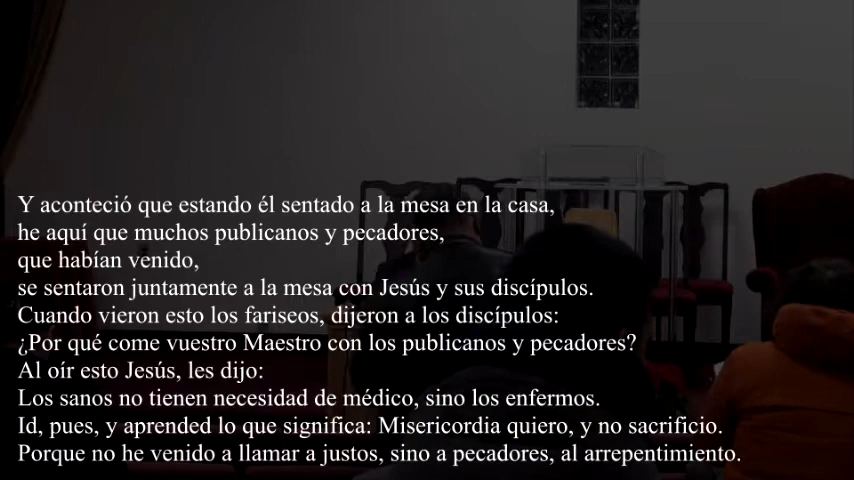 Y aconteció que estando él sentado a la mesa en la casa,
he aquí que muchos publicanos y pecadores,
que habían venido,
se sentaron juntamente a la mesa con Jesús y sus discípulos.
Cuando vieron esto los fariseos, dijeron a los discípulos:
¿Por qué come vuestro Maestro con los publicanos y pecadores?
Al oír esto Jesús, les dijo:
Los sanos no tienen necesidad de médico, sino los enfermos.
Id, pues, y aprended lo que significa: Misericordia quiero, y no sacrificio.
Porque no he venido a llamar a justos, sino a pecadores, al arrepentimiento.